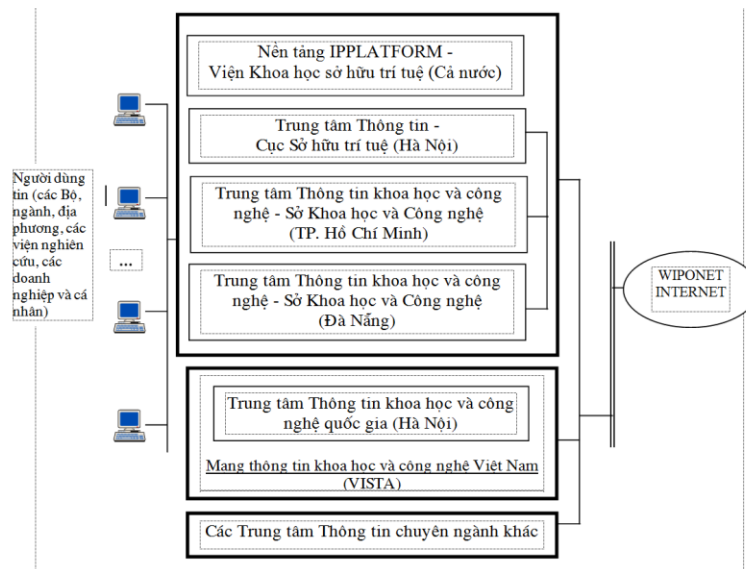 Nền tảng IPPLATFORM -
Viện Khoa học sở hữu trí tuệ (Cả nước)
Trung tâm Thông tin -
Cục Sở hữu trí tuệ (Hà Nội)
Người dùng
tin (các Bộ,
ngành, địa
phương, các
viện nghiên
cứu, các
doanh
nghiệp và cá
nhân)
...
Trung tâm Thông tin khoa học và công
nghệ - Sở Khoa học và Công nghệ
(TP. Hồ Chí Minh)
Trung tâm Thông tin khoa học và công
nghệ - Sở Khoa học và Công nghệ
(Đà Nẵng)
WIPONET
INTERNET
Trung tâm Thông tin khoa học và công
nghệ quốc gia (Hà Nội)
Mang thông tin khoa học và công nghệ Việt Nam
(VISTA)
Các Trung tâm Thông tin chuyên ngành khác